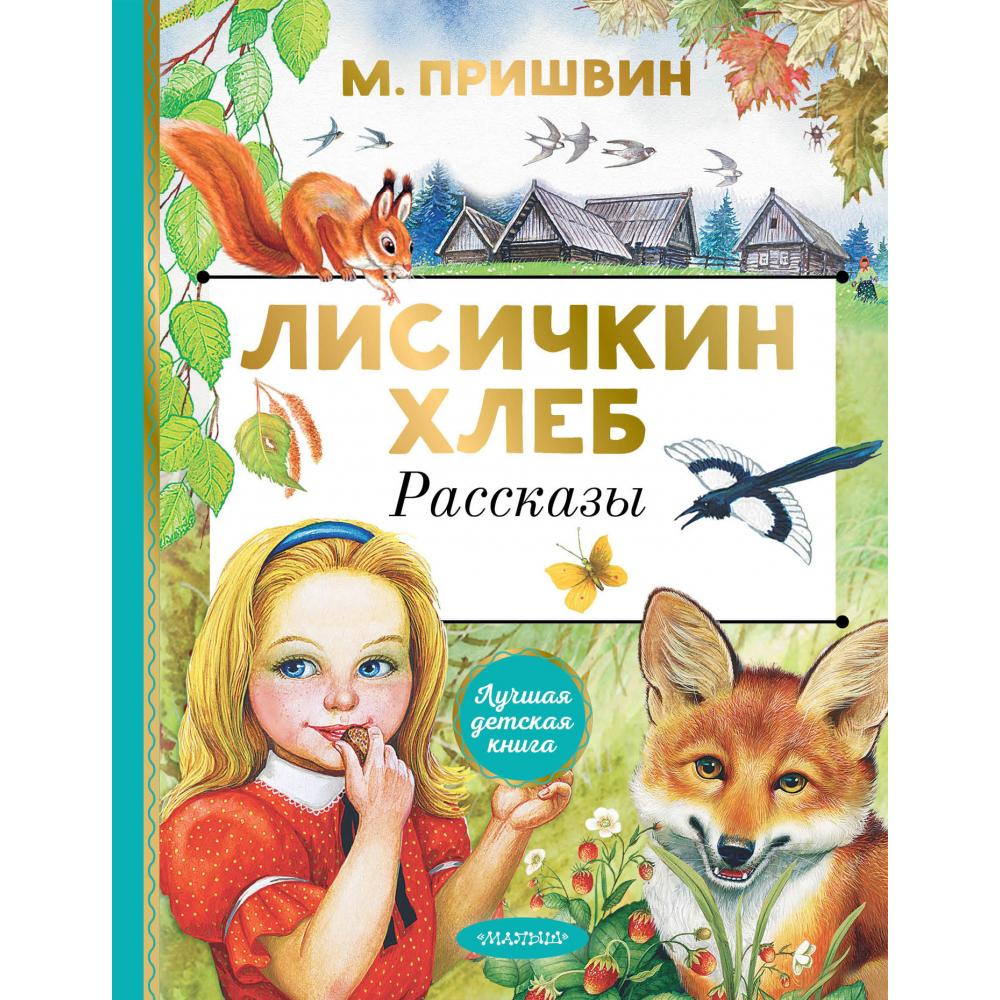 М. ПРИШВИН
ЛИСИЧКИН
ХЛЕБ
Рассказы
Лучшая
детская
книга
«МАЛЫШ»